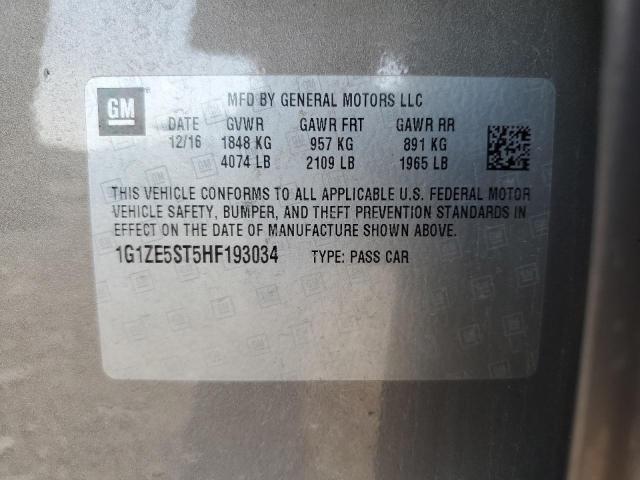 GM
MFD BY GENERAL MOTORS LLC
DATE GVWR GAWR FRT GAWR RR
12/16 1848 KG 957 KG 891 KG
4074 LB 2109 LB 1965 LB
THIS VEHICLE CONFORMS TO ALL APPLICABLE U.S. FEDERAL MOTOR
VEHICLE SAFETY, BUMPER, AND THEFT PREVENTION STANDARDS IN
EFFECT ON THE DATE OF MANUFACTURE SHOWN ABOVE.
1G1ZE5ST5HF193034 TYPE: PASS CAR